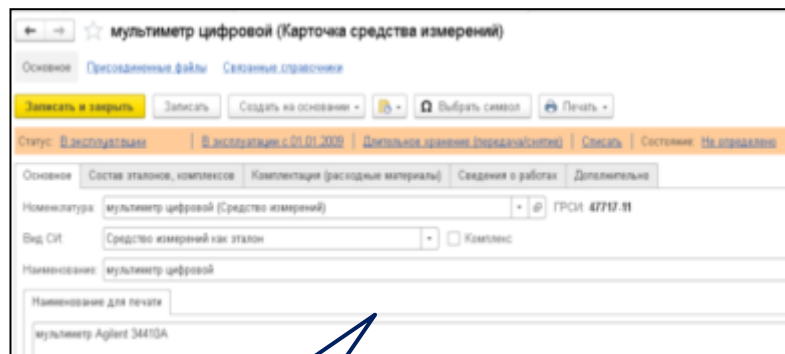 мультиметр цифровой (Карточка средства измерений)
Основное Присоединенные файлы Связанные справочники
Записать и закрыть Записать Создать на основании Выбрать символ Печать
Статус: В эксплуатации В эксплуатации с 01.01.2009 Длительное хранение (передача/снятие) Списать Состояние: Не определено
Основное Состав эталонов, комплексов Комплектация (расходные материалы) Сведения о работах Дополнительно
Номенклатура: мультиметр цифровой (Средство измерений) ГРСИ: 47717-11
Вид СИ: Средство измерений как эталон Комплекс
Наименование: мультиметр цифровой
Наименование для печати
мультиметр Agilent 34410A